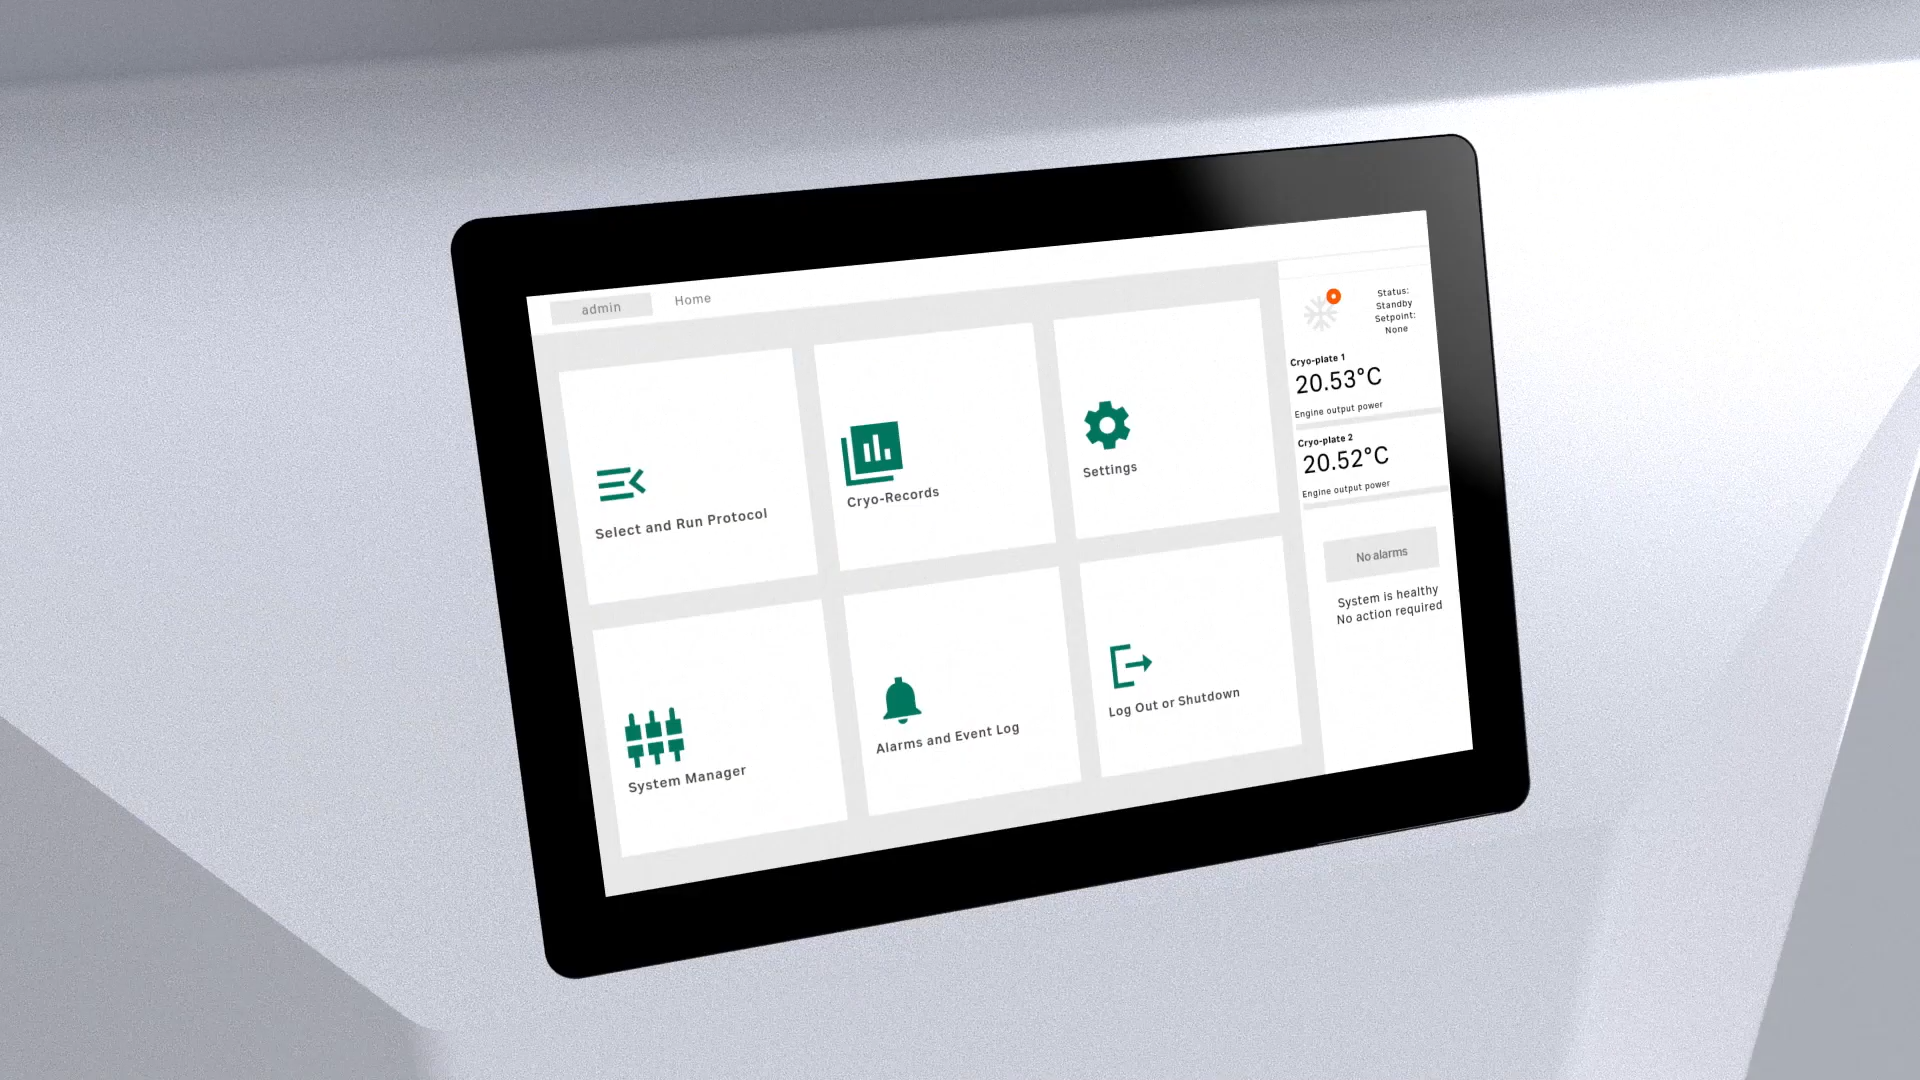 admin
Home
Select and Run Protocol
Cryo-Records
Settings
System Manager
Alarms and Event Log
Log Out or Shutdown
Status:
Standby
Setpoint:
None
Cryo-plate 1
20.53°C
Engine output power
Cryo-plate 2
20.52°C
Engine output power
No alarms
System is healthy
No action required